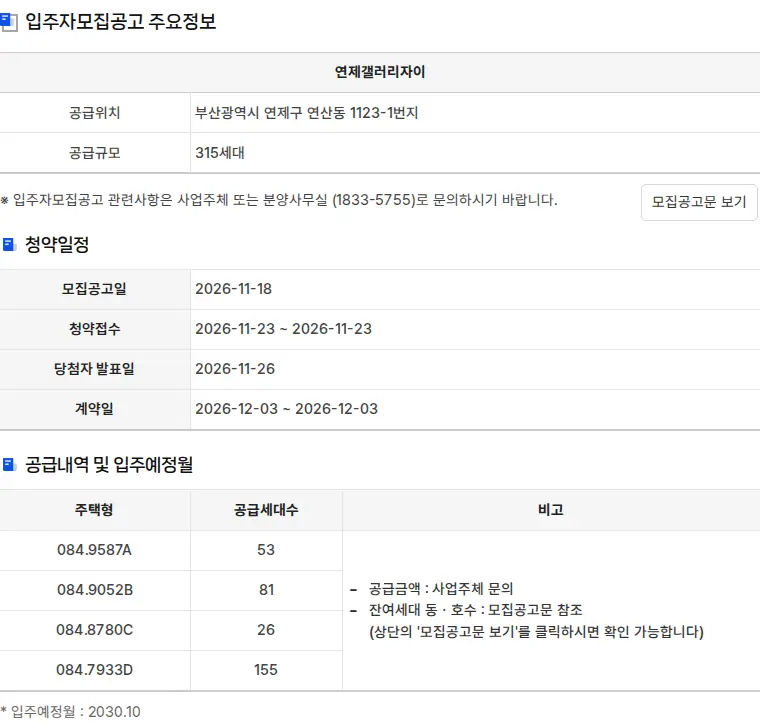 입주자모집공고 주요정보
연제갤러리자이
공급위치 부산광역시 연제구 연산동 1123-1번지
공급규모 315세대
※ 입주자모집공고 관련사항은 사업주체 또는 분양사무실 (1833-5755)로 문의하시기 바랍니다.
모집공고문 보기
청약일정
모집공고일 2026-11-18
청약접수 2026-11-23 ~ 2026-11-23
당첨자 발표일 2026-11-26
계약일 2026-12-03 ~ 2026-12-03
공급내역 및 입주예정월
주택형 공급세대수 비고
084.9587A 53
084.9052B 81
084.8780C 26
084.7933D 155
– 공급금액 : 사업주체 문의
– 잔여세대 동 · 호수 : 모집공고문 참조
(상단의 '모집공고문 보기'를 클릭하시면 확인 가능합니다)
* 입주예정월 : 2030.10